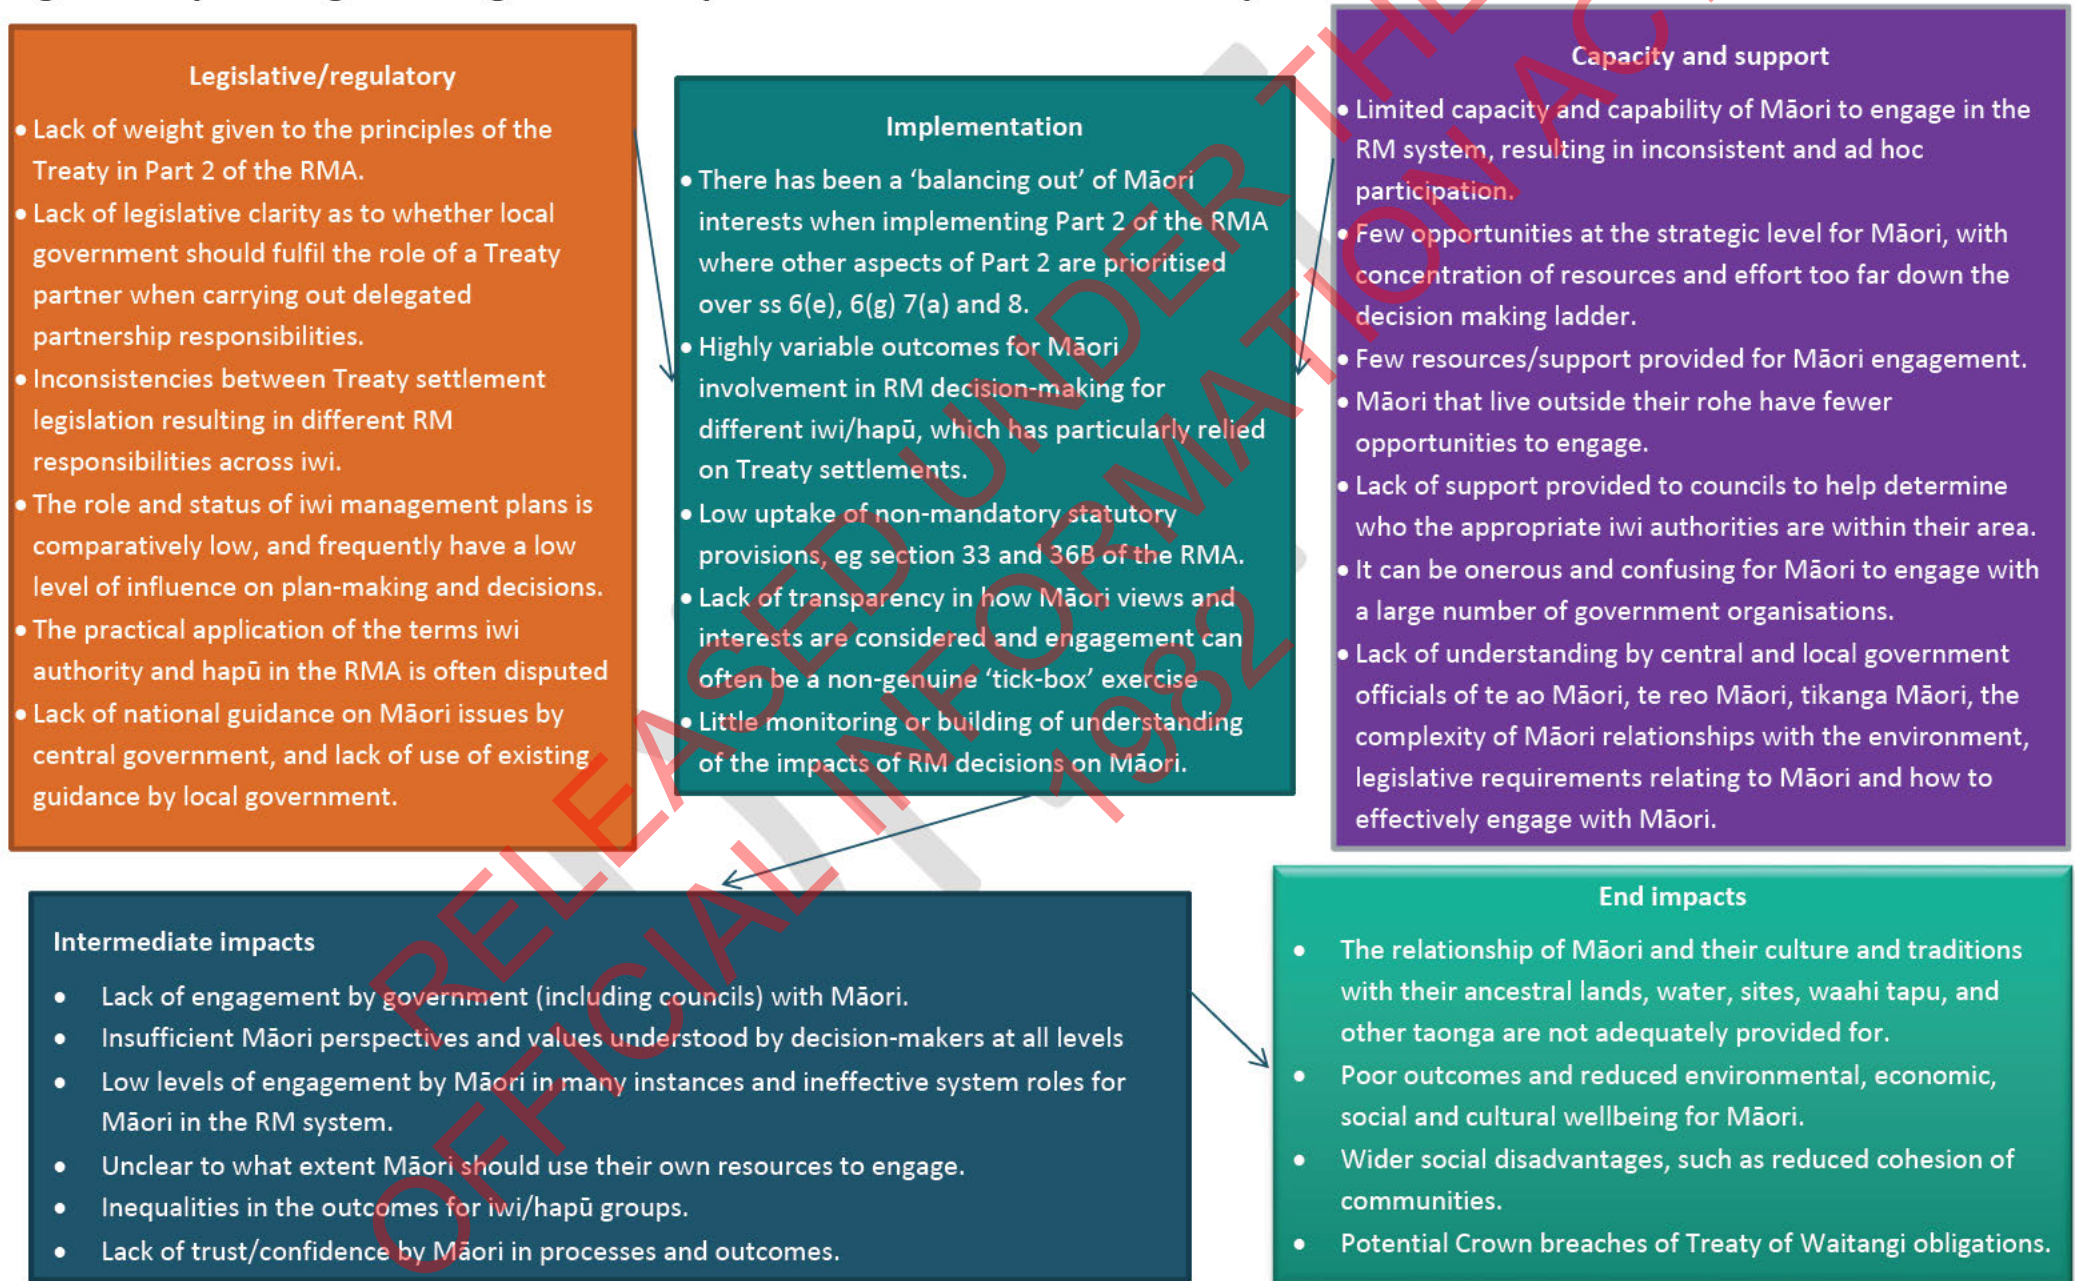 Legislative/regulatory
• Lack of weight given to the principles of the
Treaty in Part 2 of the RMA.
• Lack of legislative clarity as to whether local
government should fulfil the role of a Treaty
partner when carrying out delegated
partnership responsibilities.
• Inconsistencies between Treaty settlement
legislation resulting in different RM
responsibilities across iwi.
• The role and status of iwi management plans is
comparatively low, and frequently have a low
level of influence on plan-making and decisions.
• The practical application of the terms iwi
authority and hapū in the RMA is often disputed
• Lack of national guidance on Māori issues by
central government, and lack of use of existing
guidance by local government.
Implementation
• There has been a ‘balancing out’ of Māori
interests when implementing Part 2 of the RMA
where other aspects of Part 2 are prioritised
over ss 6(e), 6(g) 7(a) and 8.
• Highly variable outcomes for Māori
involvement in RM decision-making for
different iwi/hapū, which has particularly relied
on Treaty settlements.
• Low uptake of non-mandatory statutory
provisions, eg section 33 and 36B of the RMA.
• Lack of transparency in how Māori views and
interests are considered and engagement can
often be a non-genuine ‘tick-box’ exercise
• Little monitoring or building of understanding
of the impacts of RM decisions on Māori.
Capacity and support
• Limited capacity and capability of Māori to engage in the
RM system, resulting in inconsistent and ad hoc
participation.
• Few opportunities at the strategic level for Māori, with
concentration of resources and effort too far down the
decision making ladder.
• Few resources/support provided for Māori engagement.
• Māori that live outside their rohe have fewer
opportunities to engage.
• Lack of support provided to councils to help determine
who the appropriate iwi authorities are within their area.
• It can be onerous and confusing for Māori to engage with
a large number of government organisations.
• Lack of understanding by central and local government
officials of te ao Māori, te reo Māori, tikanga Māori, the
complexity of Māori relationships with the environment,
legislative requirements relating to Māori and how to
effectively engage with Māori.
Intermediate impacts
• Lack of engagement by government (including councils) with Māori.
• Insufficient Māori perspectives and values understood by decision-makers at all levels
• Low levels of engagement by Māori in many instances and ineffective system roles for
Māori in the RM system.
• Unclear to what extent Māori should use their own resources to engage.
• Inequalities in the outcomes for iwi/hapū groups.
• Lack of trust/confidence by Māori in processes and outcomes.
End impacts
• The relationship of Māori and their culture and traditions
with their ancestral lands, water, sites, waahi tapu, and
other taonga are not adequately provided for.
• Poor outcomes and reduced environmental, economic,
social and cultural wellbeing for Māori.
• Wider social disadvantages, such as reduced cohesion of
communities.
• Potential Crown breaches of Treaty of Waitangi obligations.
RELEASED UNDER THE
OFFICIAL INFORMATION AC
1982